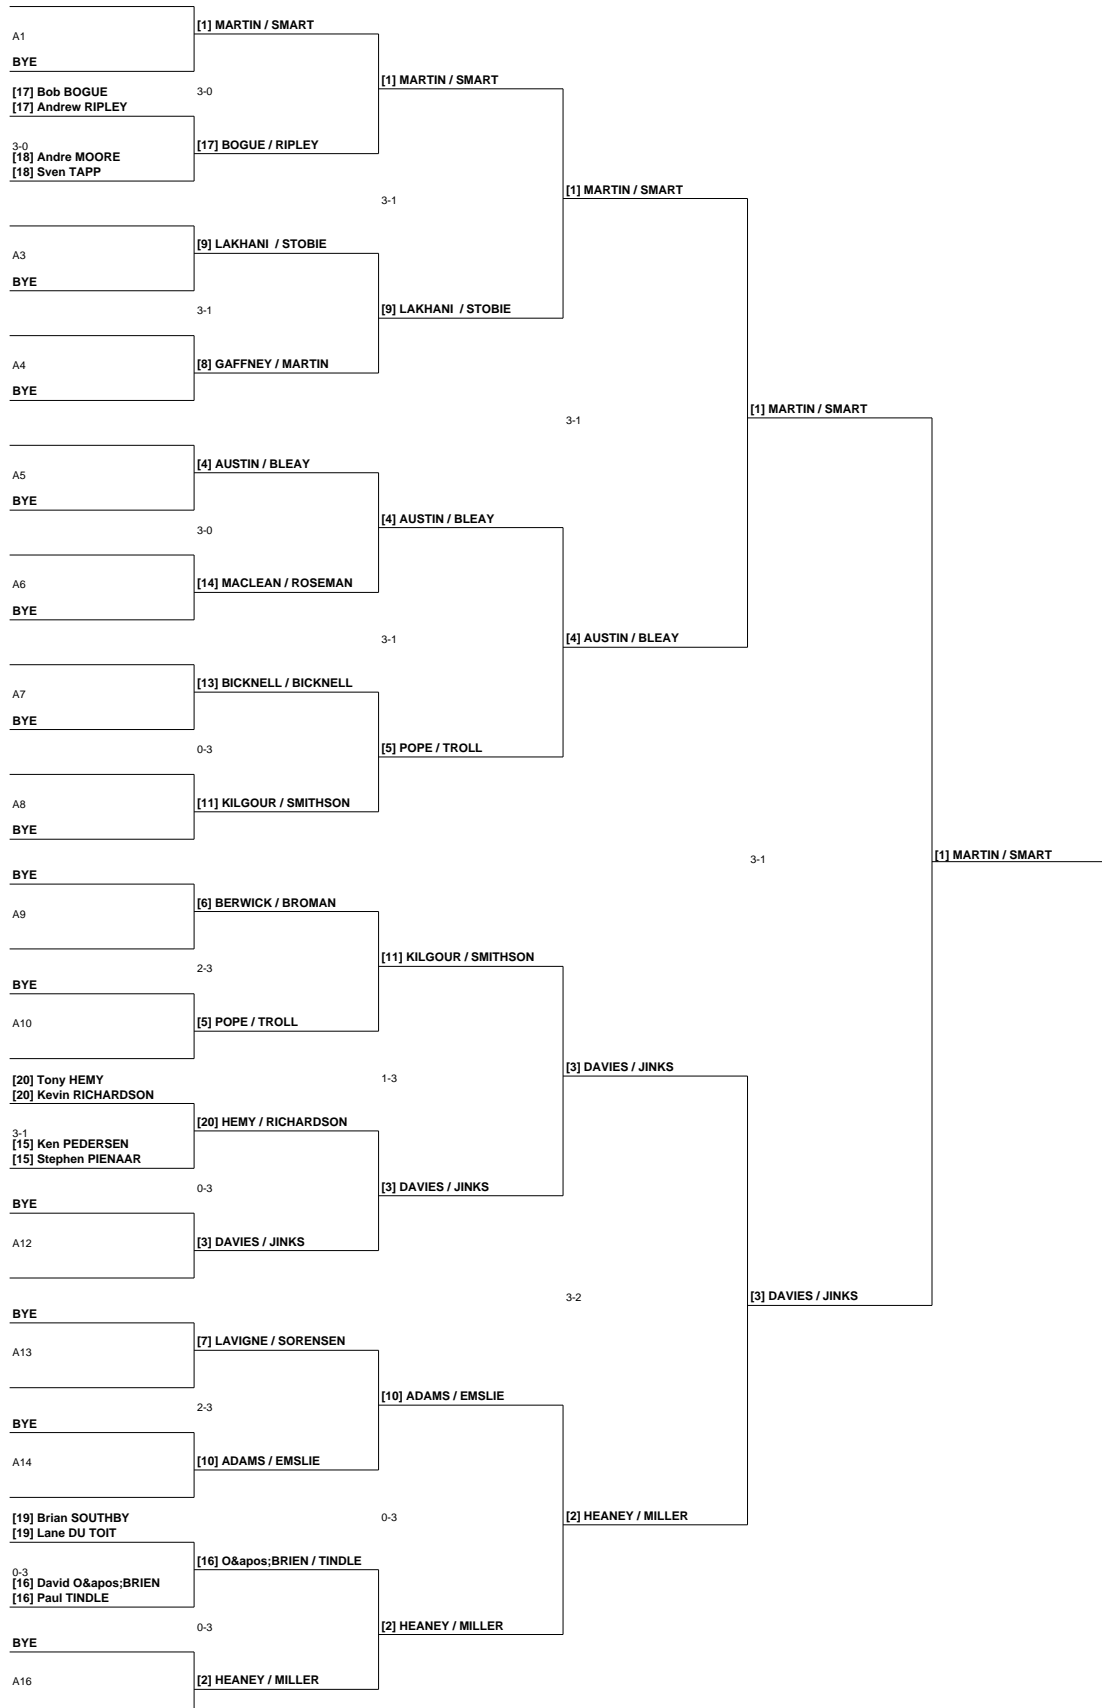 [1] MARTIN / SMART
A1
BYE
[1] MARTIN / SMART
[17] Bob BOGUE
3-0
[17] Andrew RIPLEY
3-0
[17] BOGUE / RIPLEY
[18] Andre MOORE
[18] Sven TAPP
[1] MARTIN / SMART
3-1
[9] LAKHANI / STOBIE
A3
BYE
3-1
[9] LAKHANI / STOBIE
A4
[8] GAFFNEY / MARTIN
BYE
[1] MARTIN / SMART
3-1
[4] AUSTIN / BLEAY
A5
BYE
[4] AUSTIN / BLEAY
3-0
A6
[14] MACLEAN / ROSEMAN
BYE
3-1
[4] AUSTIN / BLEAY
[13] BICKNELL / BICKNELL
A7
BYE
0-3
[5] POPE / TROLL
A8
[11] KILGOUR / SMITHSON
BYE
3-1
[1] MARTIN / SMART
BYE
[6] BERWICK / BROMAN
A9
[11] KILGOUR / SMITHSON
2-3
BYE
A10
[5] POPE / TROLL
[3] DAVIES / JINKS
1-3
[20] Tony HEMY
[20] Kevin RICHARDSON
[20] HEMY / RICHARDSON
3-1
[15] Ken PEDERSEN
[15] Stephen PIENAAR
0-3
[3] DAVIES / JINKS
BYE
A12
[3] DAVIES / JINKS
3-2
[3] DAVIES / JINKS
BYE
[7] LAVIGNE / SORENSEN
A13
[10] ADAMS / EMSLIE
2-3
BYE
A14
[10] ADAMS / EMSLIE
[19] Brian SOUTHBY
0-3
[2] HEANEY / MILLER
[19] Lane DU TOIT
[16] O&apos;BRIEN / TINDLE
0-3
[16] David O&apos;BRIEN
[16] Paul TINDLE
0-3
[2] HEANEY / MILLER
BYE
A16
[2] HEANEY / MILLER